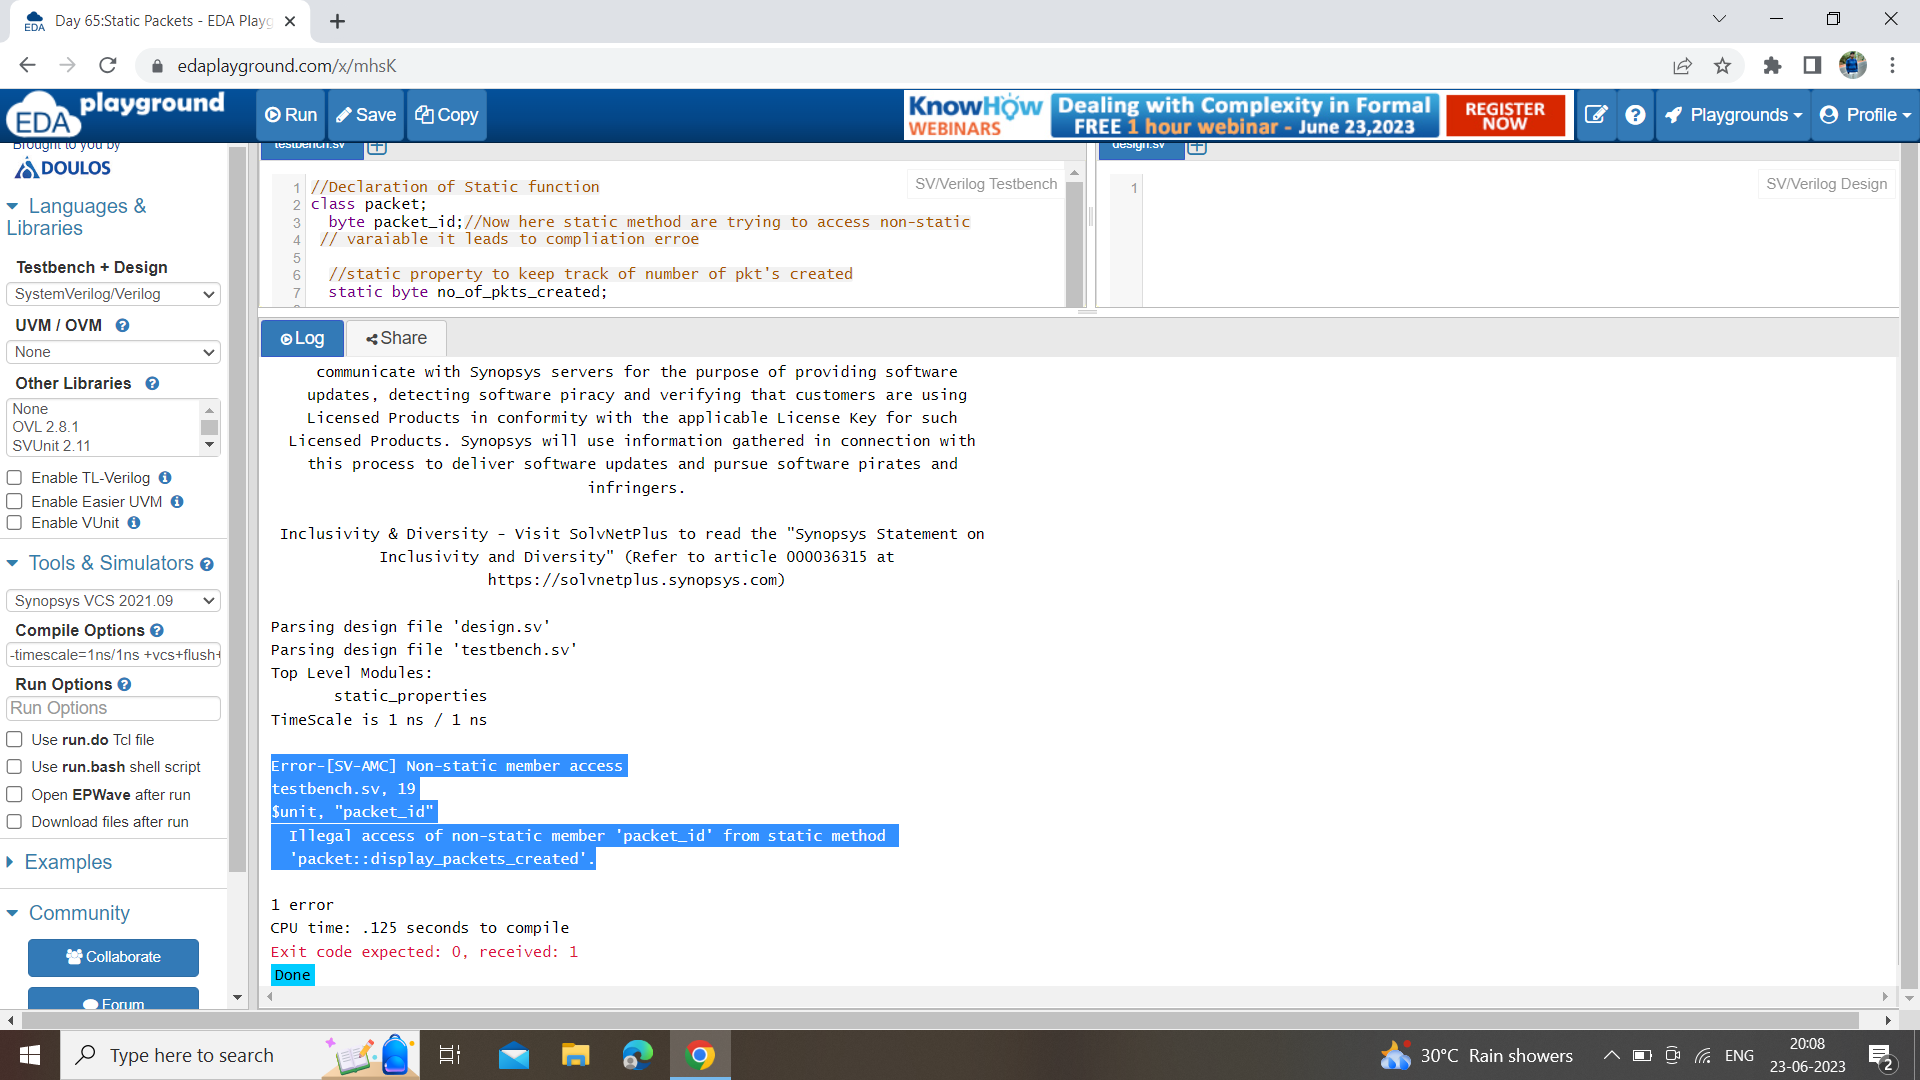 Day 65:Static Packets - EDA Playg
edaplayground.com/x/mhsK
EDA playground
Run
Save
Copy
KnowHow
WEBINARS
Dealing with Complexity in Formal
FREE 1 hour webinar - June 23,2023
REGISTER
NOW
Playgrounds
Profile
Brought to you by
DOULOS
Languages &
Libraries
Testbench + Design
SystemVerilog/Verilog
UVM / OVM
None
Other Libraries
None
OVL 2.8.1
SVUnit 2.11
Enable TL-Verilog
Enable Easier UVM
Enable VUnit
Tools & Simulators
Synopsys VCS 2021.09
Compile Options
-timescale=1ns/1ns +vcs+flush+
Run Options
Run Options
Use run.do Tcl file
Use run.bash shell script
Open EPWave after run
Download files after run
Examples
Community
Collaborate
Forum
testbench.sv
SV/Verilog Testbench
1 //Declaration of Static function
2 class packet;
3 byte packet_id;//Now here static method are trying to access non-static
4 // varaiable it leads to compliation erroe
5
6 //static property to keep track of number of pkt's created
7 static byte no_of_pkts_created;
design.sv
SV/Verilog Design
1
Log
Share
communicate with Synopsys servers for the purpose of providing software
updates, detecting software piracy and verifying that customers are using
Licensed Products in conformity with the applicable License Key for such
Licensed Products. Synopsys will use information gathered in connection with
this process to deliver software updates and pursue software pirates and
infringers.
Inclusivity & Diversity - Visit SolvNetPlus to read the "Synopsys Statement on
Inclusivity and Diversity" (Refer to article 000036315 at
https://solvnetplus.synopsys.com)
Parsing design file 'design.sv'
Parsing design file 'testbench.sv'
Top Level Modules:
static_properties
TimeScale is 1 ns / 1 ns
Error-[SV-AMC] Non-static member access
testbench.sv, 19
$unit, "packet_id"
Illegal access of non-static member 'packet_id' from static method
'packet::display_packets_created'.
1 error
CPU time: .125 seconds to compile
Exit code expected: 0, received: 1
Done
Type here to search
30°C Rain showers
ENG
20:08
23-06-2023
2